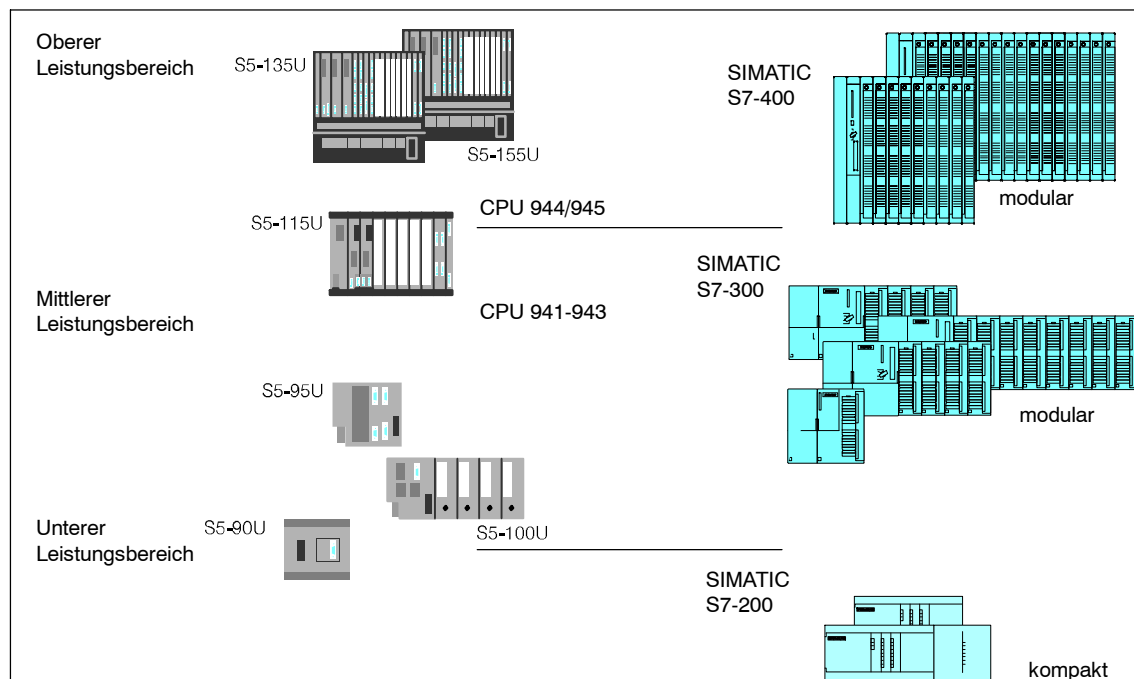 Oberer
Leistungsbereich
S5-135U
S5-155U
SIMATIC
S7-400
modular
S5-115U
CPU 944/945
Mittlerer
Leistungsbereich
CPU 941-943
SIMATIC
S7-300
modular
S5-95U
S5-100U
Unterer
Leistungsbereich
S5-90U
SIMATIC
S7-200
kompakt